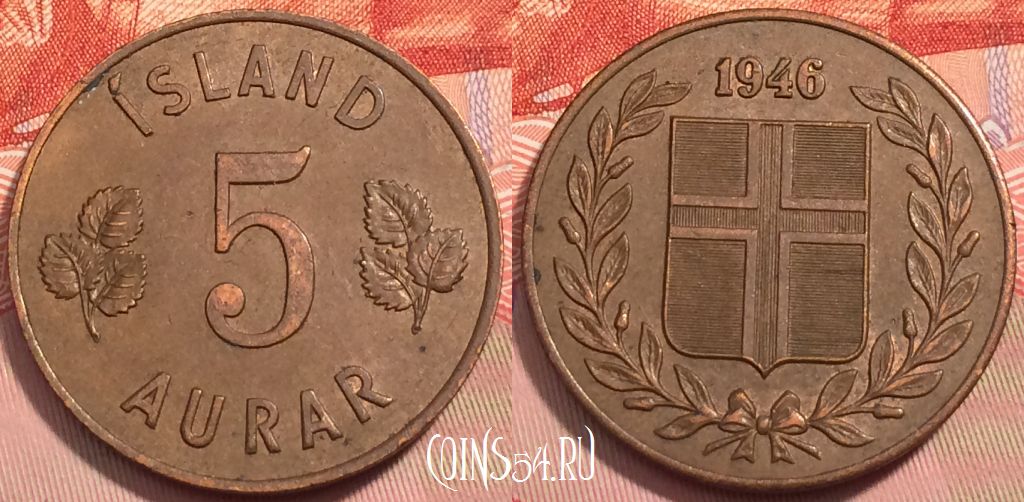 ÍSLAND
5
AURAR
1946
COINS54.RU